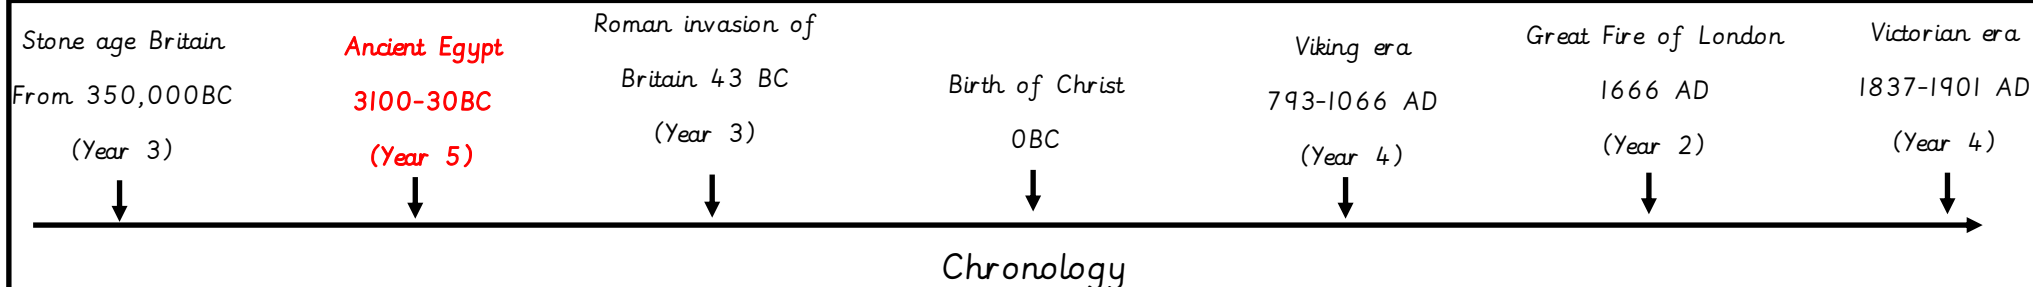 Stone age Britain
From 350,000BC
(Year 3)
Ancient Egypt
3100-30BC
(Year 5)
Roman invasion of
Britain 43 BC
(Year 3)
Birth of Christ
0BC
Viking era
793-1066 AD
(Year 4)
Great Fire of London
1666 AD
(Year 2)
Victorian era
1837-1901 AD
(Year 4)
Chronology